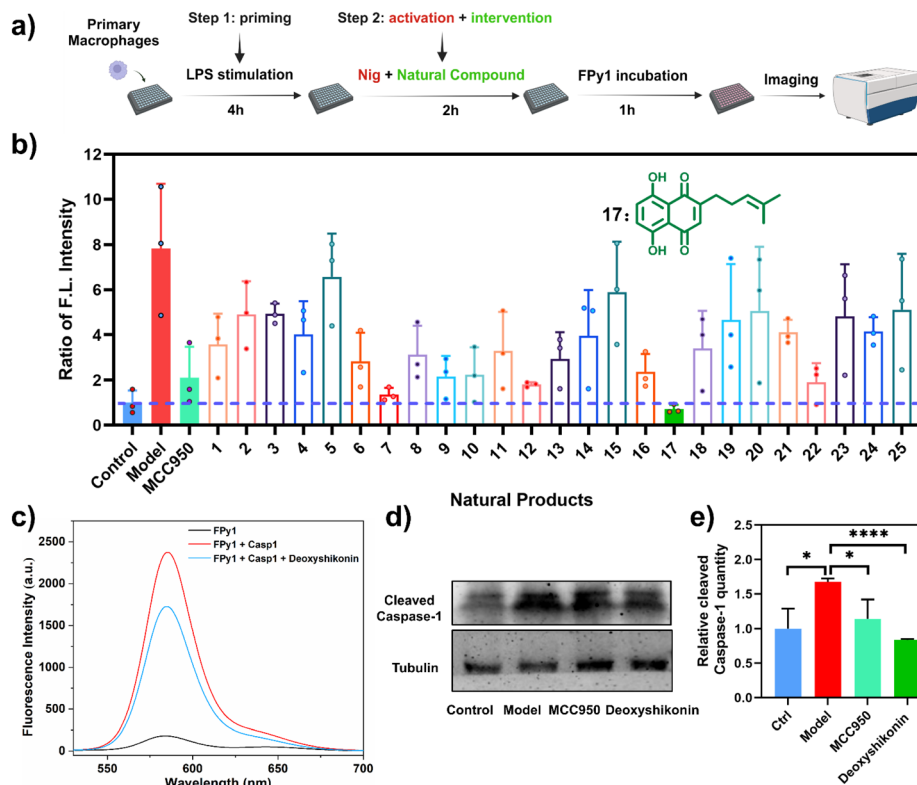 a)
Primary
Macrophages
Step 1: priming
LPS stimulation
4h
Step 2: activation + intervention
Nig + Natural Compound
2h
FPy1 incubation
1h
Imaging
b)
Ratio of F.L. Intensity
12
10
8
6
4
2
0
17:
OH
O
OH
O
Control
Model
MCC950
1
2
3
4
5
6
7
8
9
10
11
12
13
14
15
16
17
18
19
20
21
22
23
24
25
Natural Products
c)
Fluorescence Intensity (a.u.)
2500
2000
1500
1000
500
0
FPy1
FPy1 + Casp1
FPy1 + Casp1 + Deoxyshikonin
550
600
650
700
Wavelength (nm)
d)
Cleaved
Caspase-1
Tubulin
Control Model MCC950 Deoxyshikonin
e)
Relative cleaved
Caspase-1 quantity
2.5
2.0
1.5
1.0
0.5
0.0
*
*
****
Ctrl
Model
MCC950
Deoxyshikonin